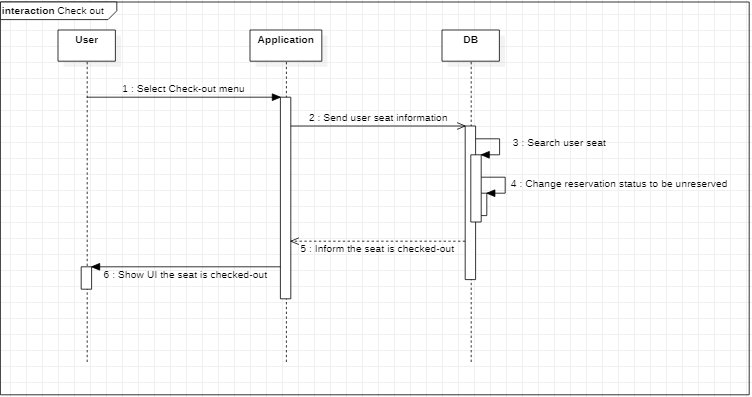 interaction Check out
User
Application
DB
1 : Select Check-out menu
2 : Send user seat information
3 : Search user seat
4 : Change reservation status to be unreserved
5 : Inform the seat is checked-out
6 : Show UI the seat is checked-out